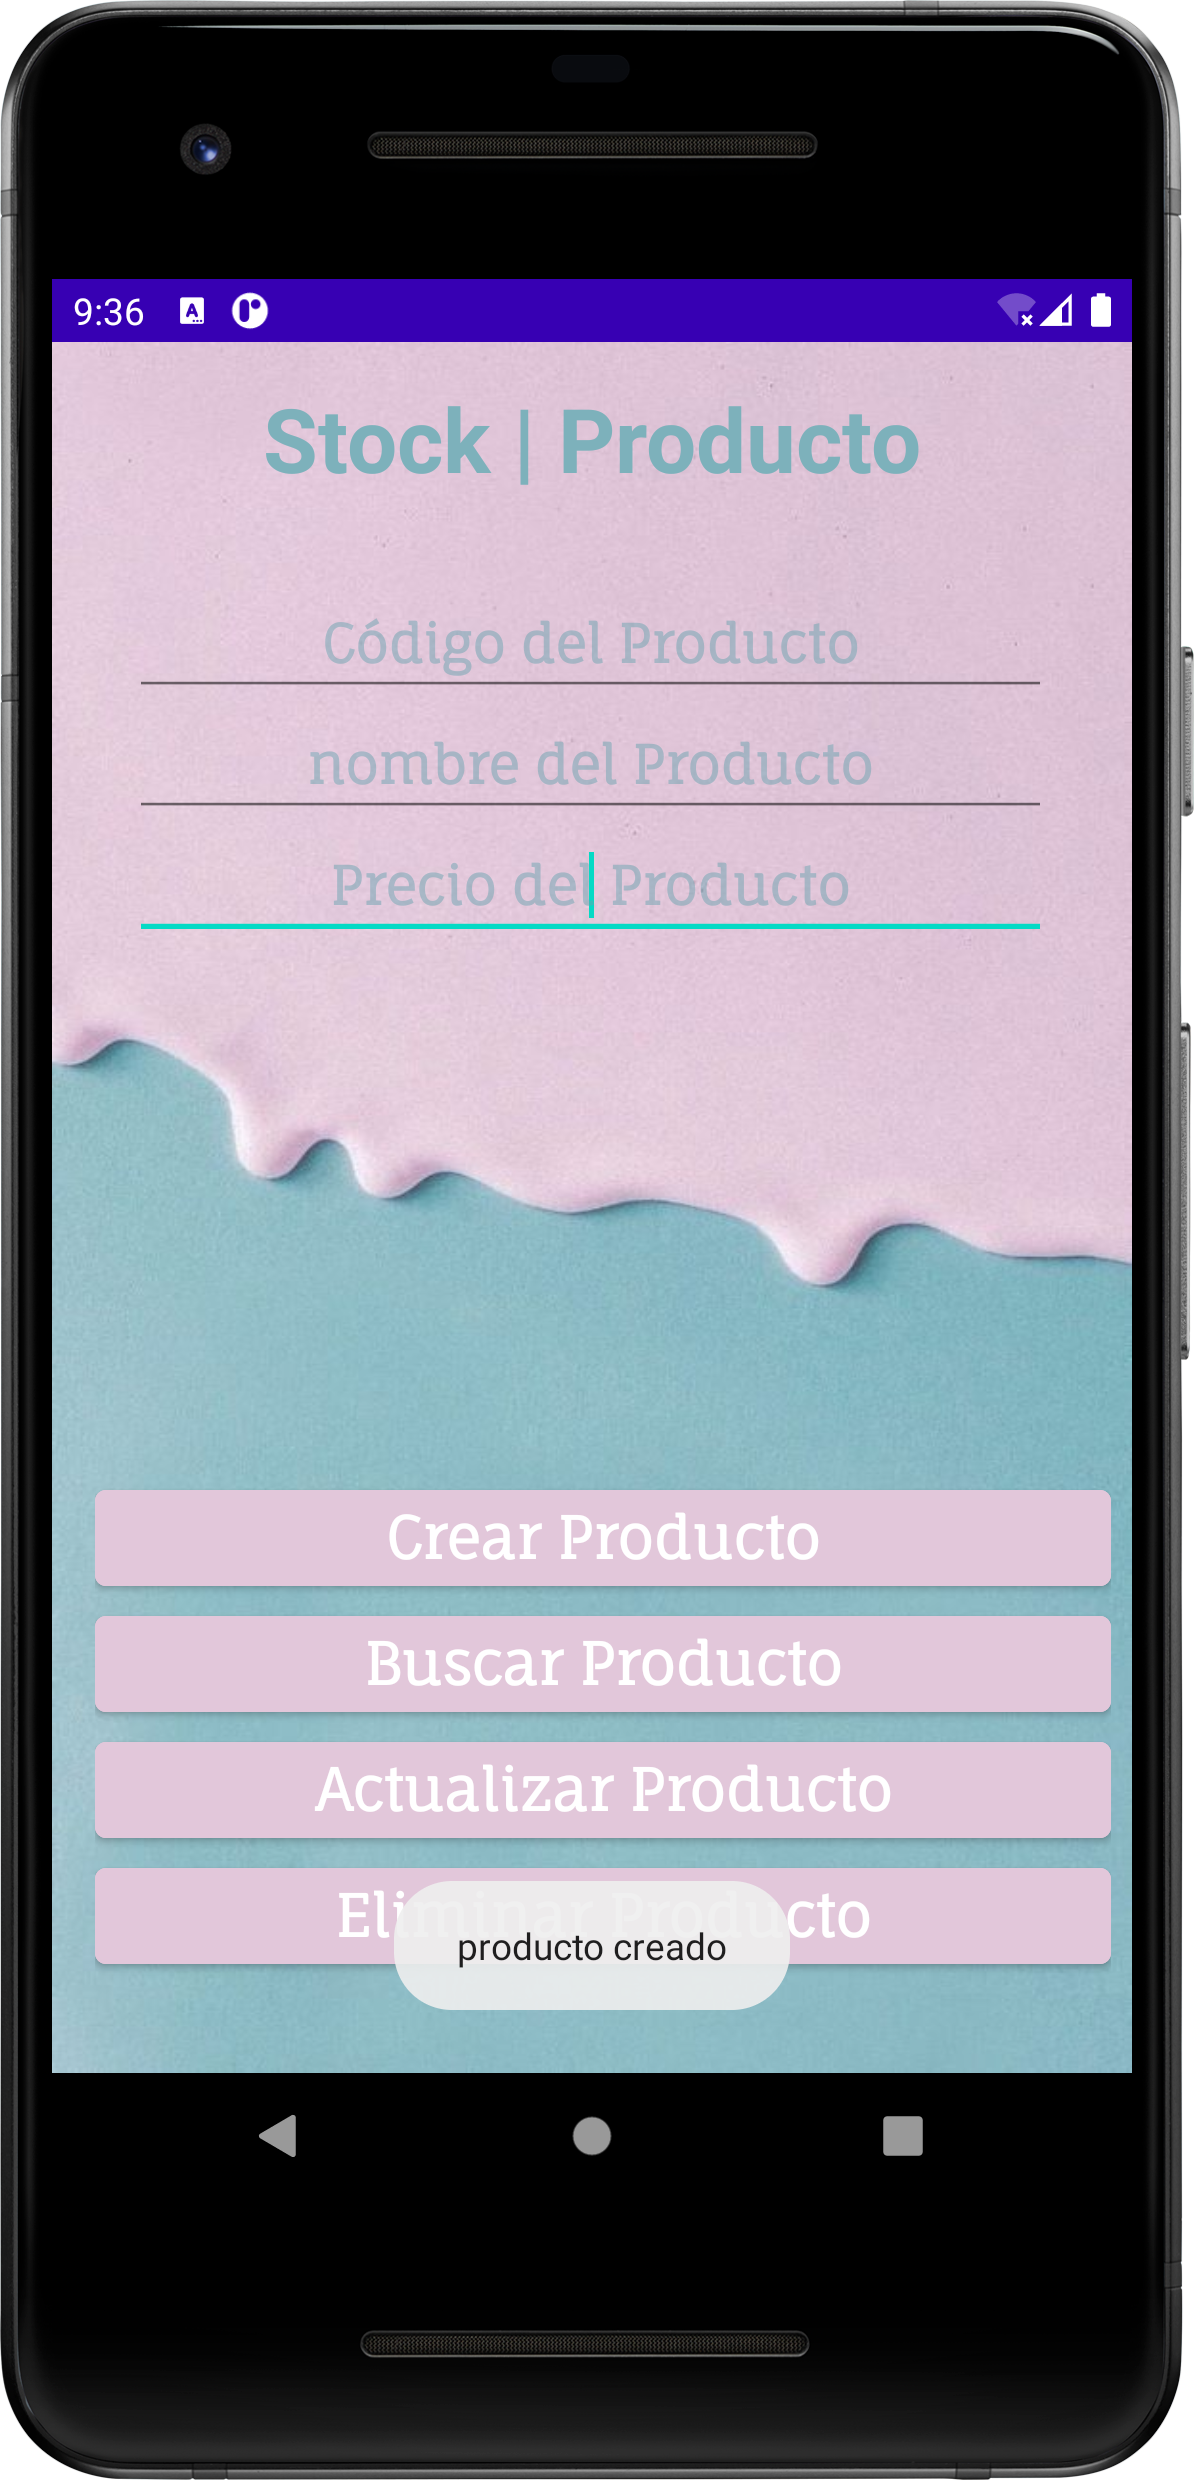 9:36
Stock | Producto
Código del Producto
nombre del Producto
Precio del Producto
Crear Producto
Buscar Producto
Actualizar Producto
Eliminar Producto
producto creado